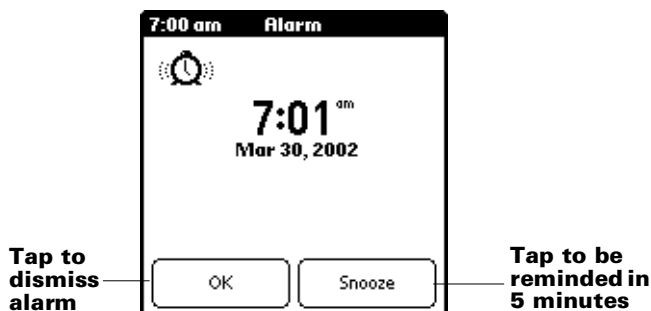 7:00 am Alarm
7:01 am
Mar 30, 2002
Tap to
dismiss
alarm
OK
Snooze
Tap to be
reminded in
5 minutes